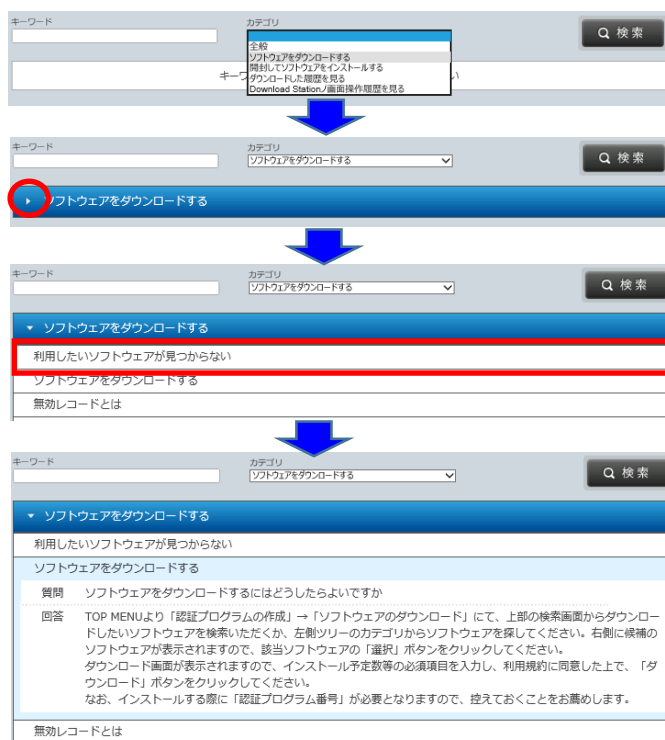 キーワード カテゴリ
検索
全般
ソフトウェアをダウンロードする
開封してソフトウェアをインストールする
キーワ
ダウンロードした履歴を見る
い
Download Station/画面操作履歴を見る
キーワード カテゴリ
ソフトウェアをダウンロードする 検索
ソフトウェアをダウンロードする
キーワード カテゴリ
ソフトウェアをダウンロードする 検索
ソフトウェアをダウンロードする
利用したいソフトウェアが見つからない
ソフトウェアをダウンロードする
無効レコードとは
キーワード カテゴリ
ソフトウェアをダウンロードする 検索
ソフトウェアをダウンロードする
利用したいソフトウェアが見つからない
ソフトウェアをダウンロードする
質問 ソフトウェアをダウンロードするにはどうしたらよいですか
回答 TOP MENUより「認証プログラムの作成」→「ソフトウェアのダウンロード」にて、上部の検索画面からダウンロー
ドしたいソフトウェアを検索いただくか、左側ツリーのカテゴリからソフトウェアを探してください。右側に候補の
ソフトウェアが表示されますので、該当ソフトウェアの「選択」ボタンをクリックしてください。
ダウンロード画面が表示されますので、インストール予定数等の必須項目を入力し、利用規約に同意した上で、「ダ
ウンロード」ボタンをクリックしてください。
なお、インストールする際に「認証プログラム番号」が必要となりますので、控えておくことをお薦めします。
無効レコードとは